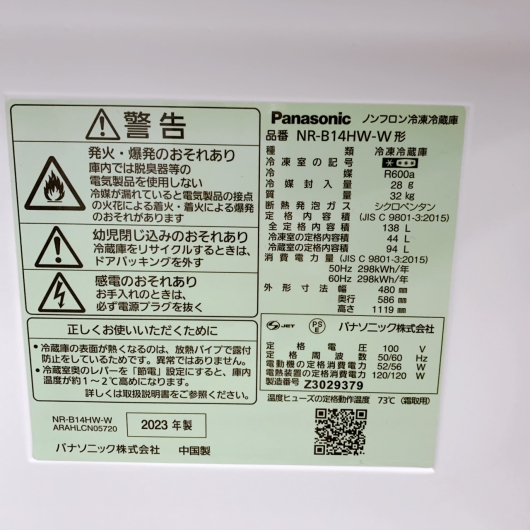 警告
発火・爆発のおそれあり
庫内では脱臭器等の
電気製品を使用しない
冷媒が漏れていると電気製品の接点
の火花による着火・着火による爆発
のおそれあり
幼児閉じ込みのおそれあり
冷蔵庫をリサイクルするときは、
ドアパッキングを外す
感電のおそれあり
お手入れのときは、
必ず電源プラグを抜く
正しくお使いいただくために
•冷蔵庫の表面が熱くなるのは、放熱パイプで露付
防止をしているためです。異常ではありません。
•冷蔵室奥のレバーを「節電」設定にすると、庫内
温度が約1~2℃高めになります。
詳しくは取扱説明書をご参照ください。
NR-B14HW-W
ARAHLCN05720
2023 年製
パナソニック株式会社 中国製
Panasonic ノンフロン冷凍冷蔵庫
品番 NR-B14HW-W 形
種類 冷凍冷蔵庫
冷凍室の記号
冷媒 R600a
冷媒封入量 28 g
質量 32 kg
断熱発泡ガス シクロペンタン
定格内容積 (JIS C 9801-3:2015)
全定格内容積 138 L
冷凍室の定格内容積 44 L
冷蔵室の定格内容積 94 L
消費電力量 (JIS C 9801-3:2015)
50Hz 298kWh/年
60Hz 298kWh/年
外形寸法 幅 480 mm
奥行 586 mm
高さ 1119 mm
JET PS E パナソニック株式会社
定格電圧 100 V
定格周波数 50/60 Hz
電動機の定格消費電力 52/56 W
電熱装置の定格消費電力 120/120 W
製造番号 Z3029379
温度ヒューズの定格動作温度 73℃ (霜取用)